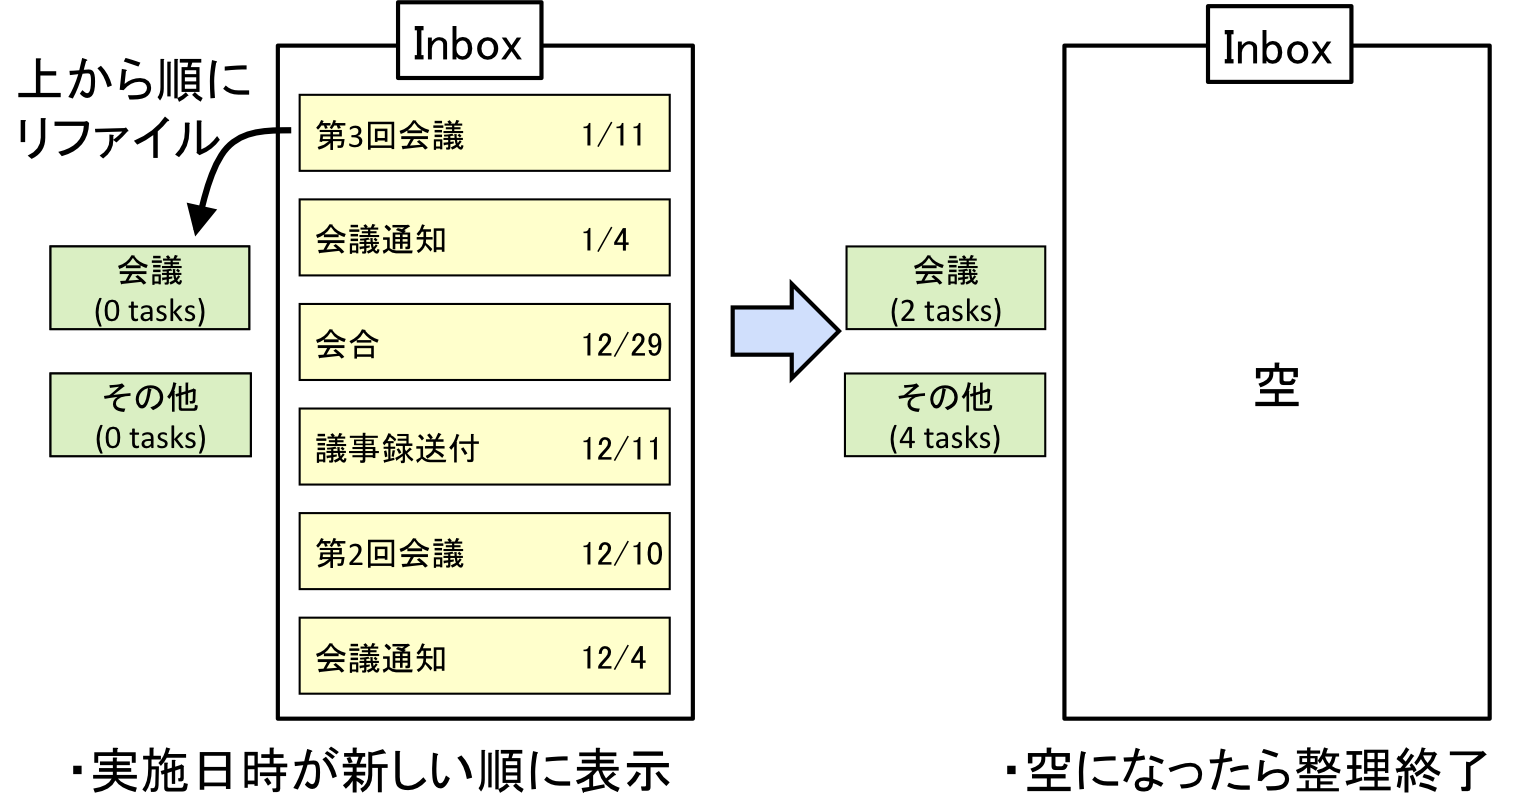 上から順に
リファイル
Inbox
第3回会議 1/11
会議通知 1/4
会合 12/29
議事録送付 12/11
第2回会議 12/10
会議通知 12/4
会議
(0 tasks)
その他
(0 tasks)
・実施日時が新しい順に表示
会議
(2 tasks)
その他
(4 tasks)
Inbox
空
・空になったら整理終了